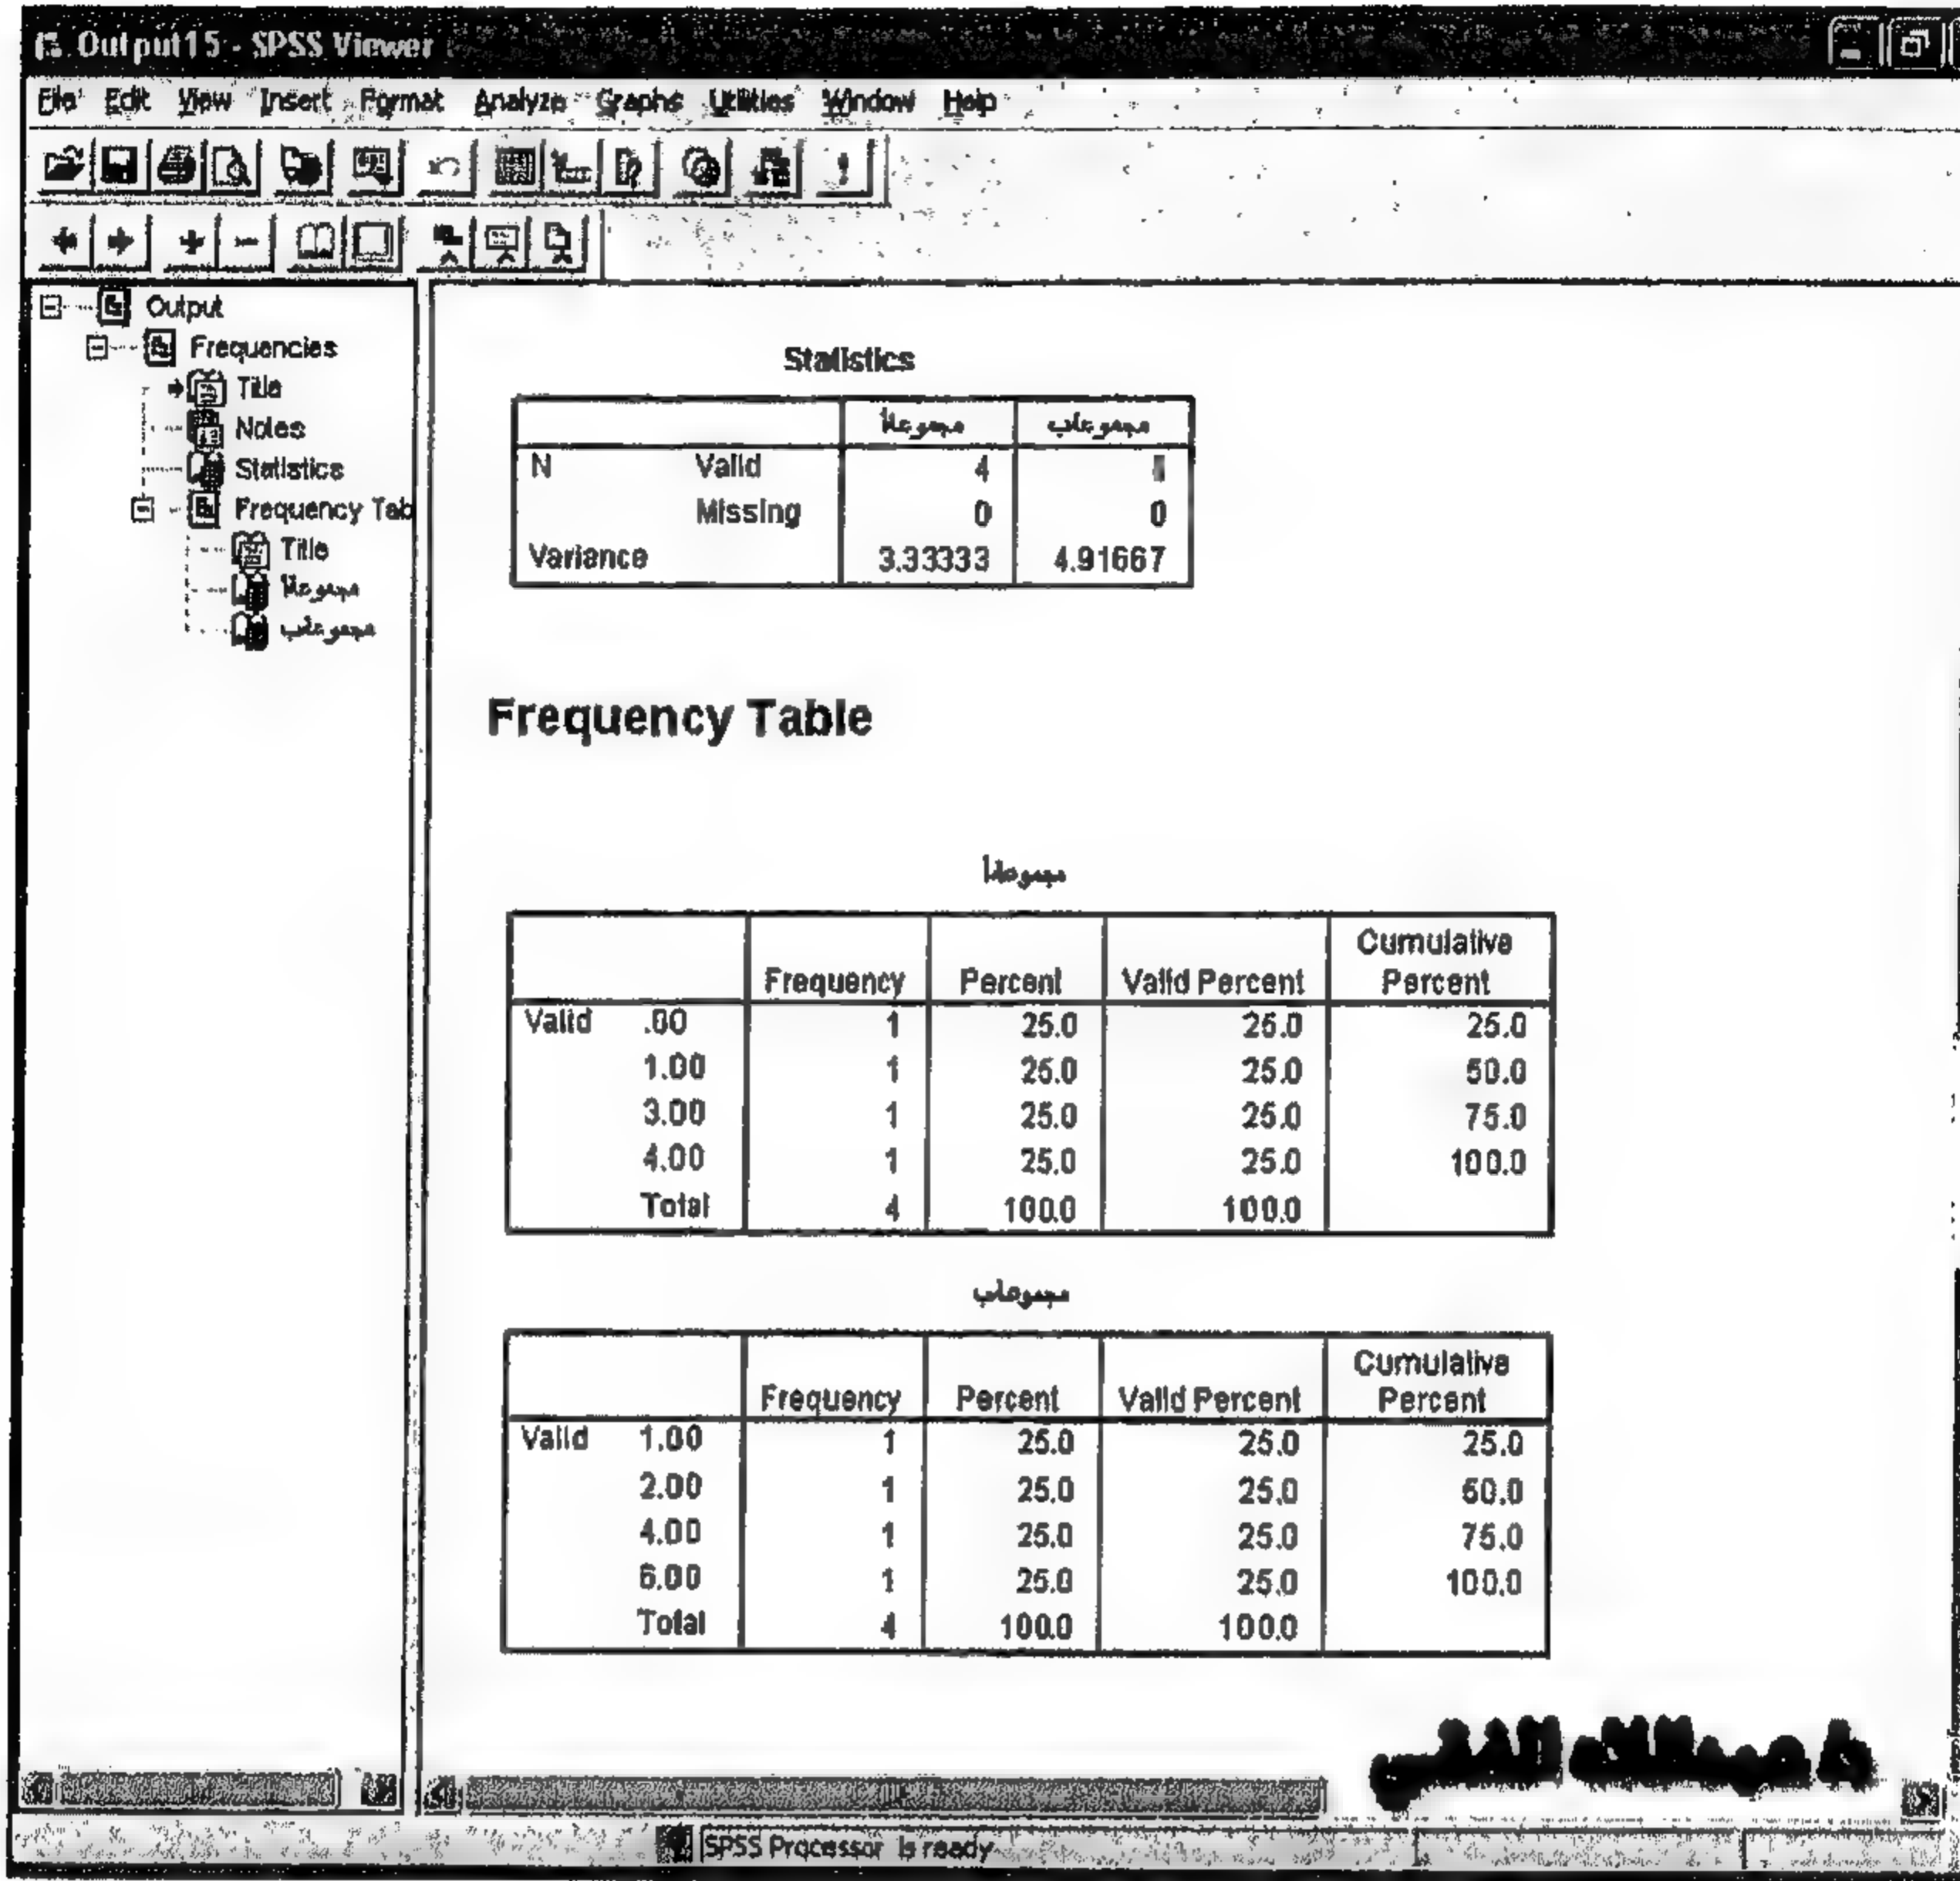 Output15 - SPSS Viewer
File Edit View Insert Format Analyze Graphs Utilities Window Help
Output
Frequencies
Title
Notes
Statistics
Frequency Tab
Title
مجموعةأ
مجموعةب
Statistics
مجموعةأ مجموعةب
N Valid 4
Missing 0 0
Variance 3.33333 4.91667
Frequency Table
مجموعةأ
Frequency Percent Valid Percent Cumulative Percent
Valid .00 1 25.0 25.0 25.0
1.00 1 25.0 25.0 50.0
3.00 1 25.0 25.0 75.0
4.00 1 25.0 25.0 100.0
Total 4 100.0 100.0
مجموعةب
Frequency Percent Valid Percent Cumulative Percent
Valid 1.00 1 25.0 25.0 25.0
2.00 1 25.0 25.0 50.0
4.00 1 25.0 25.0 75.0
6.00 1 25.0 25.0 100.0
Total 4 100.0 100.0
SPSS Processor is ready